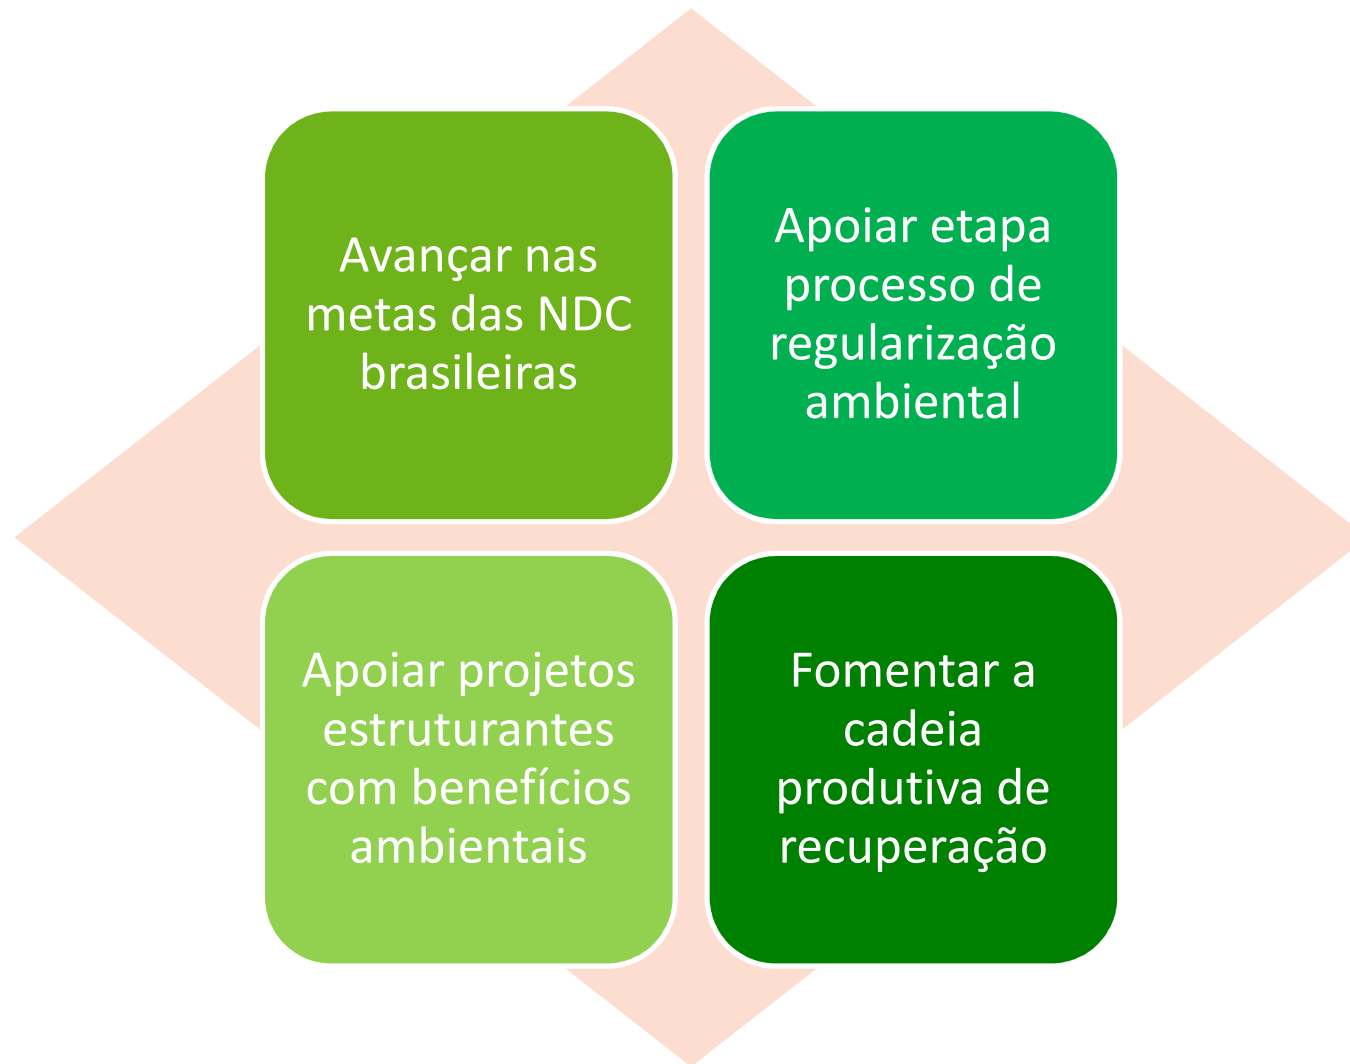 Avançar nas
metas das NDC
brasileiras
Apoiar etapa
processo de
regularização
ambiental
Apoiar projetos
estruturantes
com benefícios
ambientais
Fomentar a
cadeia
produtiva de
recuperação